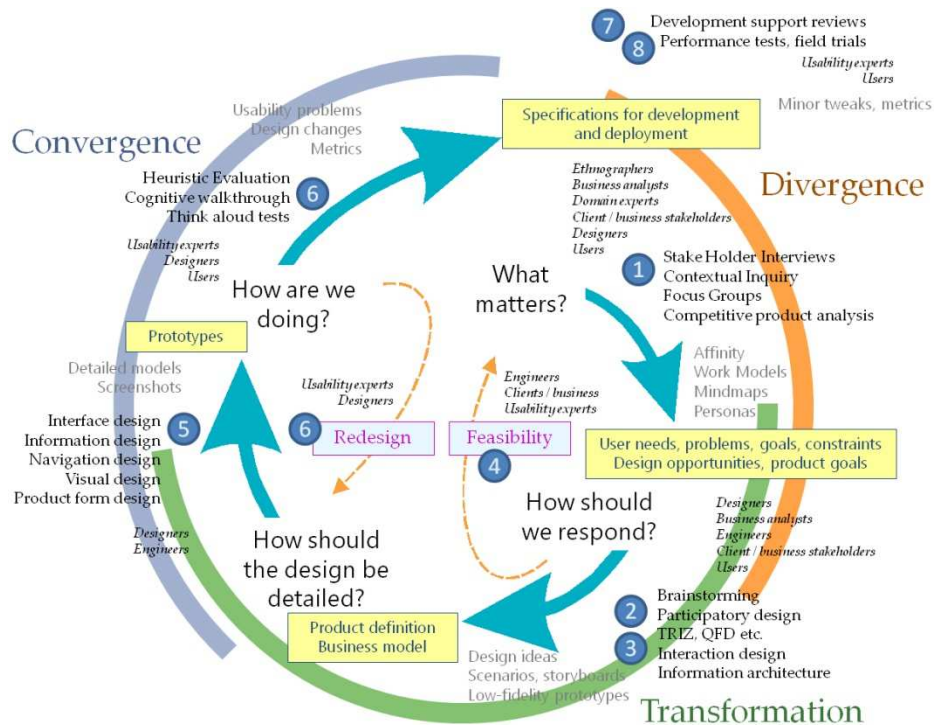 7
8
Development support reviews
Performance tests, field trials
Usability experts
Users
Minor tweaks, metrics
Specifications for development
and deployment
Usability problems
Design changes
Metrics
Convergence
Divergence
6
Heuristic Evaluation
Cognitive walkthrough
Think aloud tests
Usability experts
Designers
Users
How are we
doing?
Ethnographers
Business analysts
Domain experts
Client / business stakeholders
Designers
Users
What
matters?
1
Stake Holder Interviews
Contextual Inquiry
Focus Groups
Competitive product analysis
Affinity
Work Models
Mindmaps
Personas
User needs, problems, goals, constraints
Design opportunities, product goals
Prototypes
Detailed models
Screenshots
5
Interface design
Information design
Navigation design
Visual design
Product form design
Designers
Engineers
Usability experts
Designers
6
Redesign
Engineers
Clients / business
Usability experts
Feasibility
4
How should
we respond?
Designers
Business analysts
Engineers
Client / business stakeholders
Users
How should
the design be
detailed?
Product definition
Business model
2
3
Brainstorming
Participatory design
TRIZ, QFD etc.
Interaction design
Information architecture
Design ideas
Scenarios, storyboards
Low-fidelity prototypes
Transformation